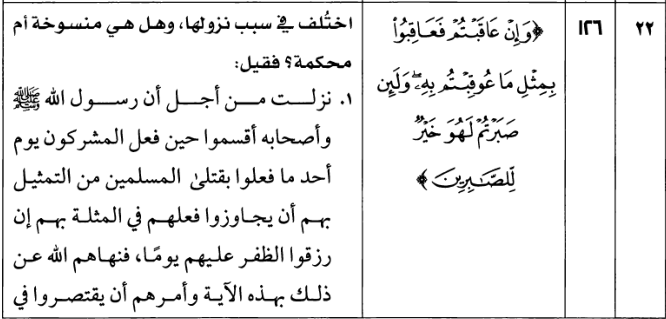 ٢٢
١٢٦
﴿وَإِنْ عَاقَبْتُمْ فَعَاقِبُوا۟
بِمِثْلِ مَا عُوقِبْتُم بِهِۦ ۖ وَلَئِن
صَبَرْتُمْ لَهُوَ خَيْرٌ
لِّلصَّـٰبِرِينَ﴾
اختُلف في سبب نزولها، وهل هي منسوخة أم
محكمة؟ فقيل:
١. نزلت من أجل أن رسول الله ﷺ
وأصحابه أقسموا حين فعل المشركون يوم
أحد ما فعلوا بقتلىٰ المسلمين من التمثيل
بهم أن يجاوزوا فعلهم في المثلة بهم إن
رزقوا الظفر عليهم يومًا، فنهاهم الله عن
ذلك بهذه الآية وأمرهم أن يقتصروا في